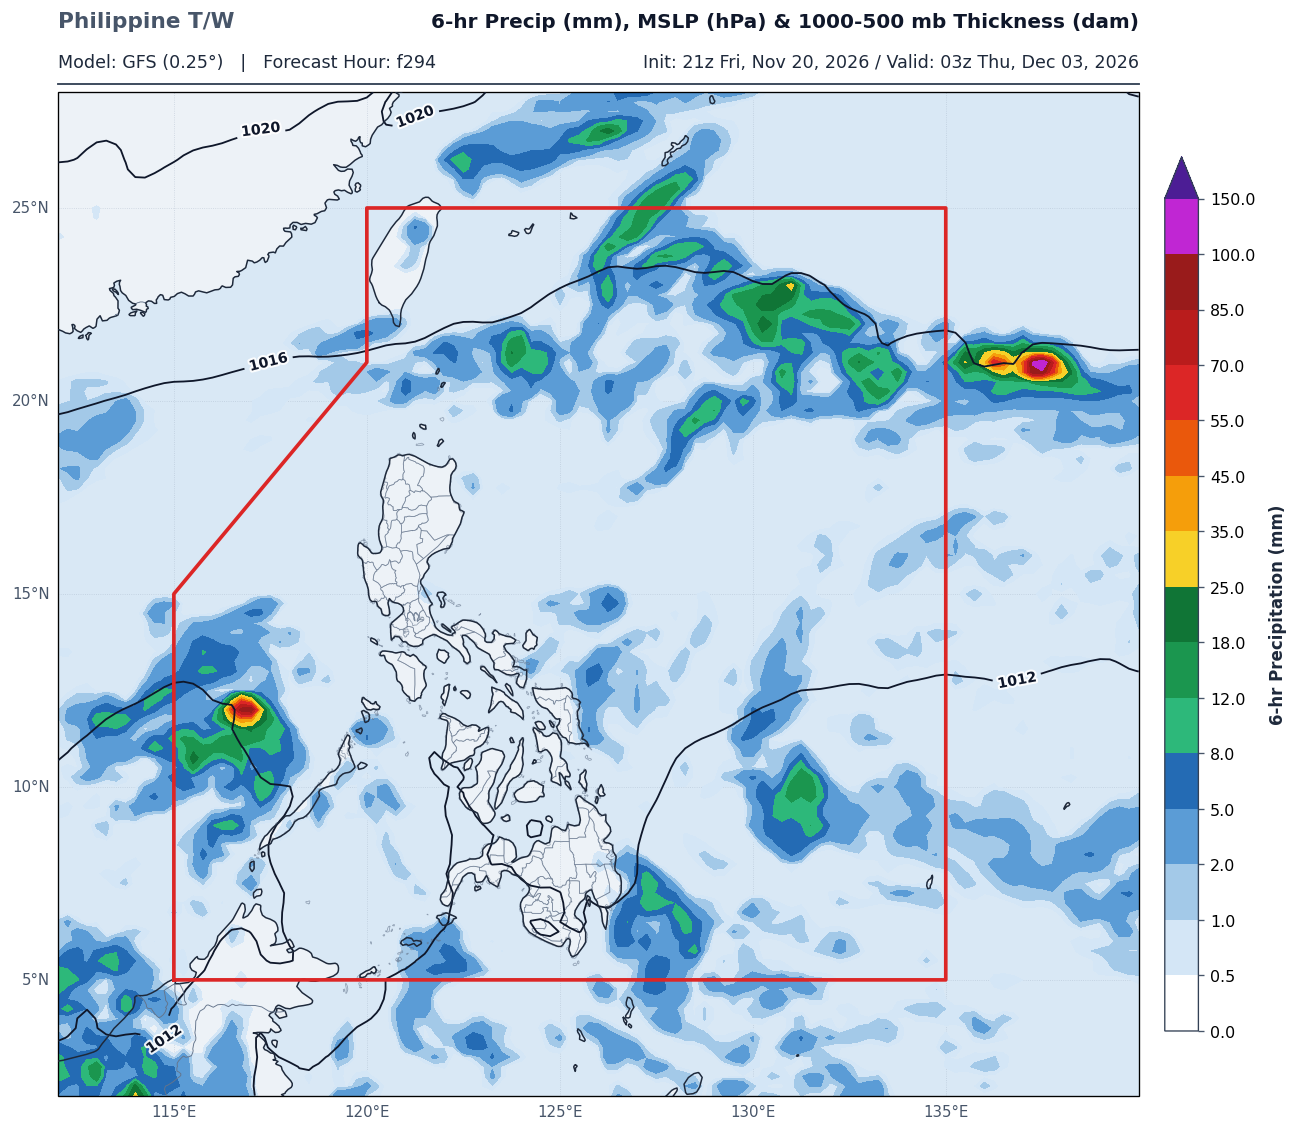 Philippine T/W
6-hr Precip (mm), MSLP (hPa) & 1000-500 mb Thickness (dam)
Model: GFS (0.25°) | Forecast Hour: f294
Init: 21z Fri, Nov 20, 2026 / Valid: 03z Thu, Dec 03, 2026
1020
1020
1016
1012
1012
25°N
20°N
15°N
10°N
5°N
115°E
120°E
125°E
130°E
135°E
150.0
100.0
85.0
70.0
55.0
45.0
35.0
25.0
18.0
12.0
8.0
5.0
2.0
1.0
0.5
0.0
6-hr Precipitation (mm)